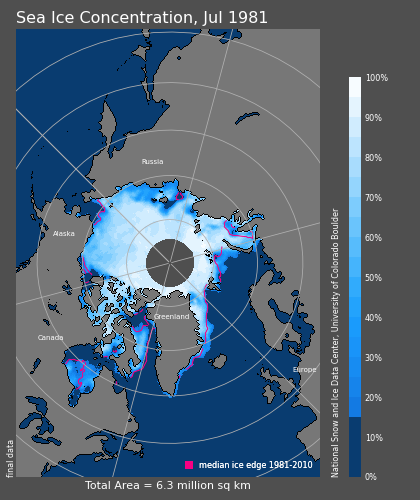 Sea Ice Concentration, Jul 1981
Russia
Alaska
Greenland
Canada
Europe
median ice edge 1981-2010
final data
Total Area = 6.3 million sq km
100%
90%
80%
70%
60%
50%
40%
30%
20%
10%
0%
National Snow and Ice Data Center, University of Colorado Boulder